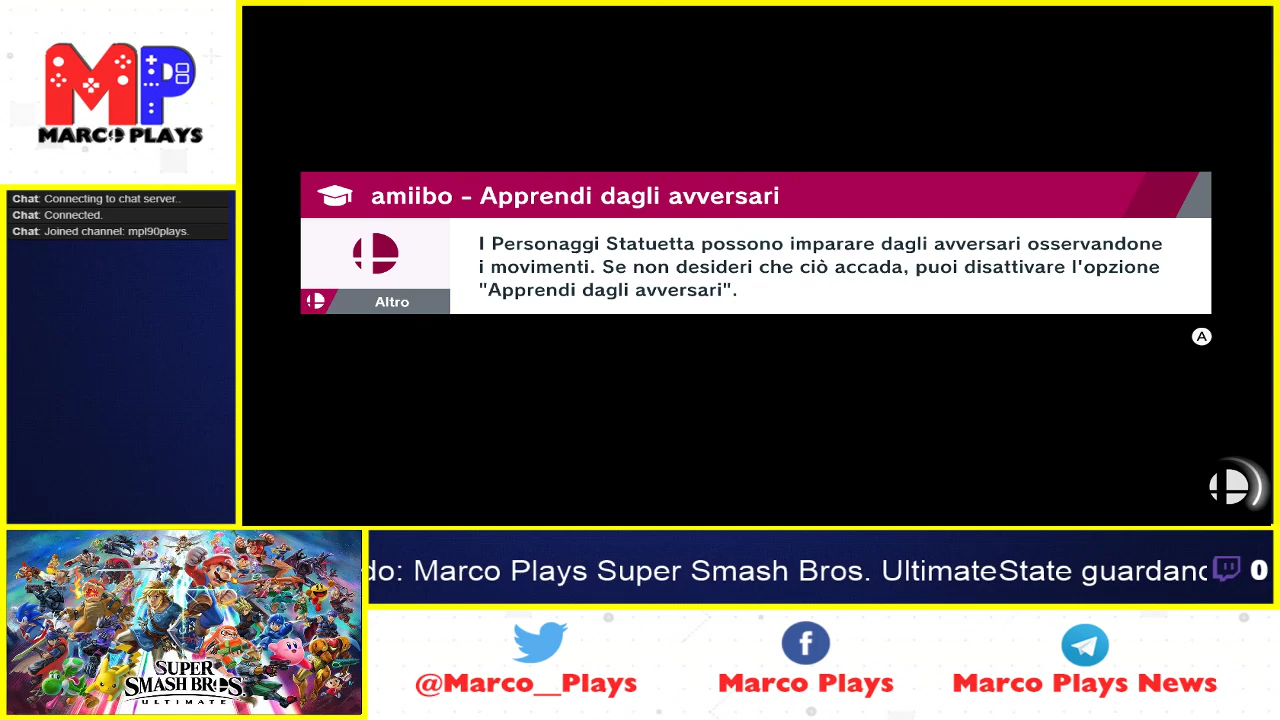 MP
MARCO PLAYS
Chat: Connecting to chat server..
Chat: Connected.
Chat: Joined channel: mpl90plays.
amiibo - Apprendi dagli avversari
I Personaggi Statuetta possono imparare dagli avversari osservandone
i movimenti. Se non desideri che ciò accada, puoi disattivare l'opzione
"Apprendi dagli avversari".
Altro
A
do: Marco Plays Super Smash Bros. UltimateState guardanc
0
SUPER
SMASH BROS.
ULTIMATE
@Marco__Plays
Marco Plays
Marco Plays News